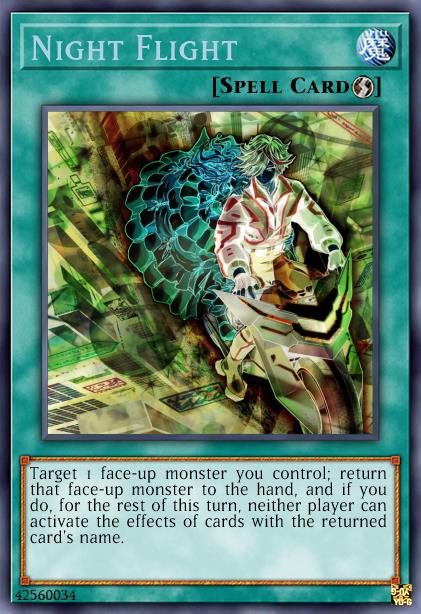 Night Flight
[Spell Card]
Target 1 face-up monster you control; return
that face-up monster to the hand, and if you
do, for the rest of this turn, neither player can
activate the effects of cards with the returned
card's name.
42560034